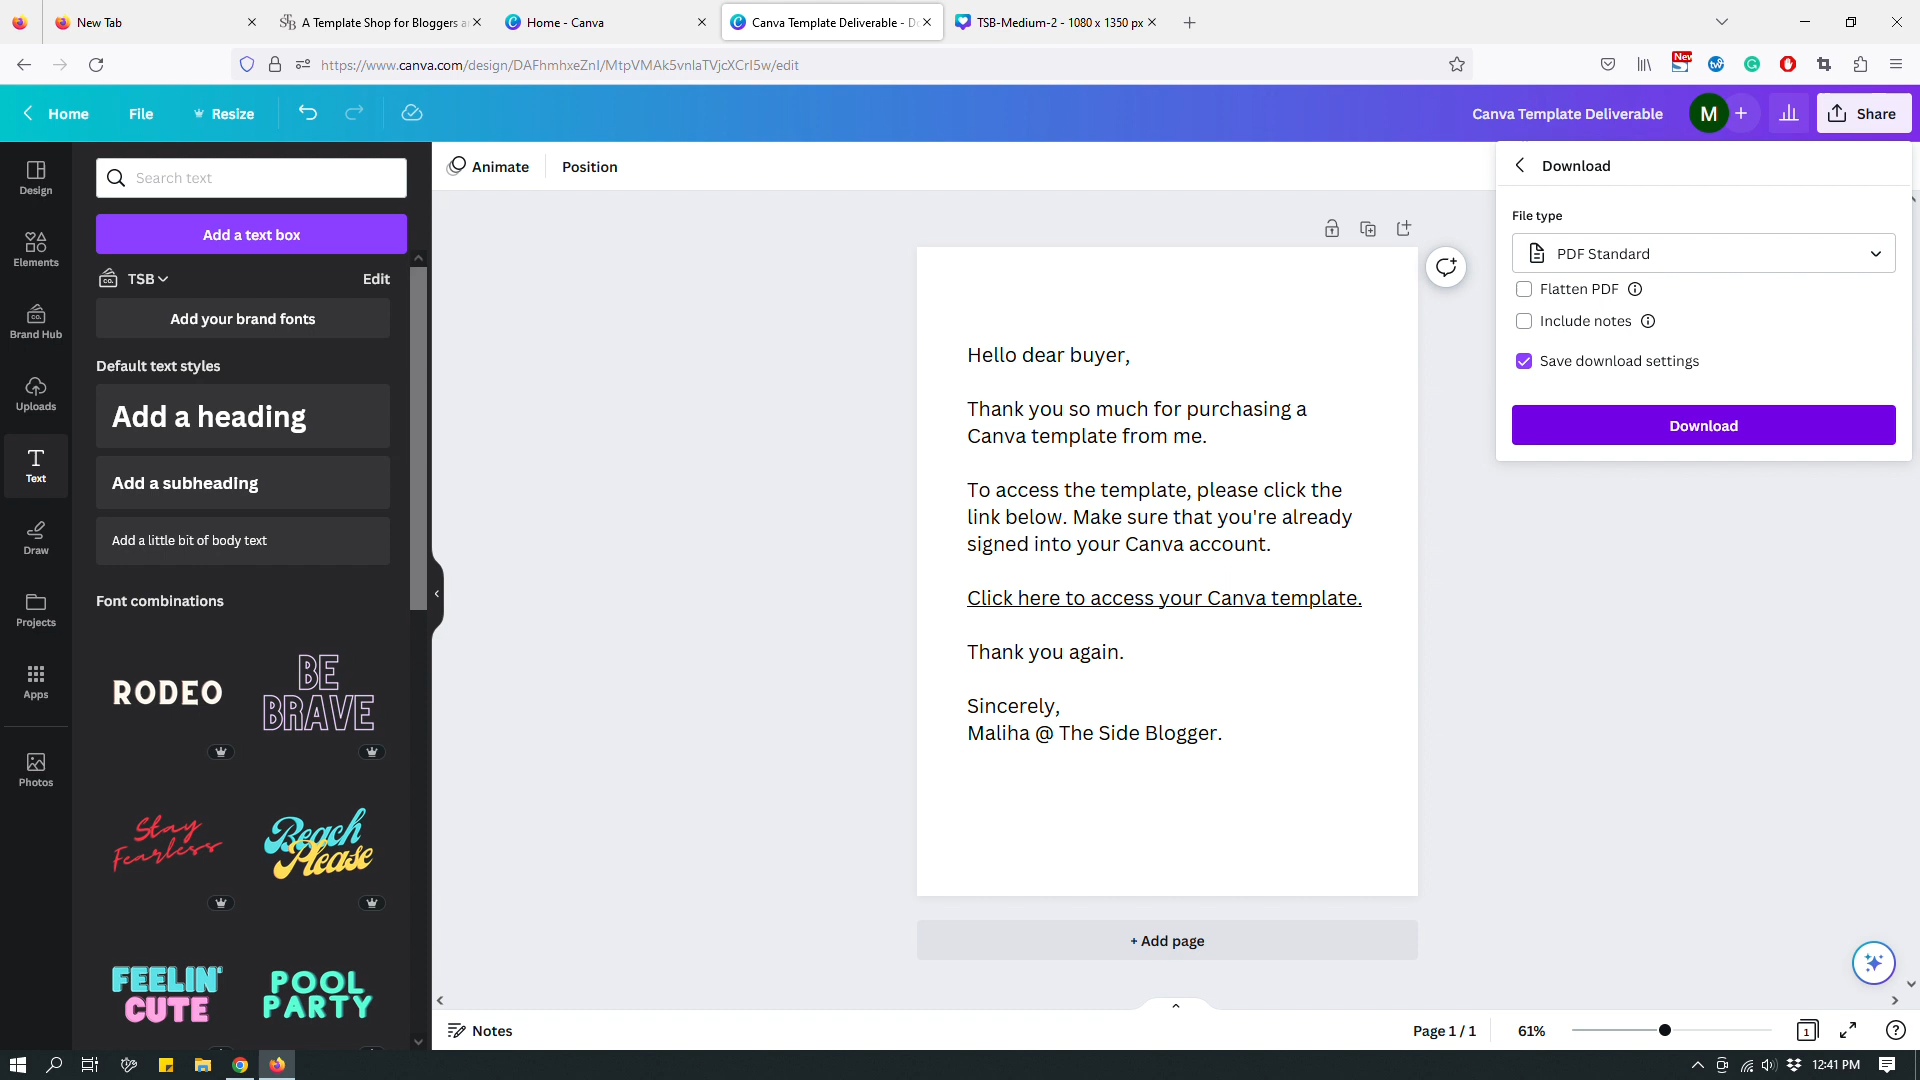 New Tab
A Template Shop for Bloggers a
Home - Canva
Canva Template Deliverable - Do
TSB-Medium-2 - 1080 x 1350 px
https://www.canva.com/design/DAFhmhxeZnI/MtpVMAk5vnlaTVjcXCrI5w/edit
New
Home
File
Resize
Canva Template Deliverable
M
Share
Design
Elements
Brand Hub
Uploads
Text
Draw
Projects
Apps
Photos
Search text
Add a text box
TSB
Edit
Add your brand fonts
Default text styles
Add a heading
Add a subheading
Add a little bit of body text
Font combinations
RODEO
BE
BRAVE
Stay
Fearless
Beach
Please
FEELIN'
CUTE
POOL
PARTY
Animate
Position
Hello dear buyer,
Thank you so much for purchasing a
Canva template from me.
To access the template, please click the
link below. Make sure that you're already
signed into your Canva account.
Click here to access your Canva template.
Thank you again.
Sincerely,
Maliha @ The Side Blogger.
+ Add page
Download
File type
PDF Standard
Flatten PDF
Include notes
Save download settings
Download
Notes
Page 1 / 1
61%
1
12:41 PM